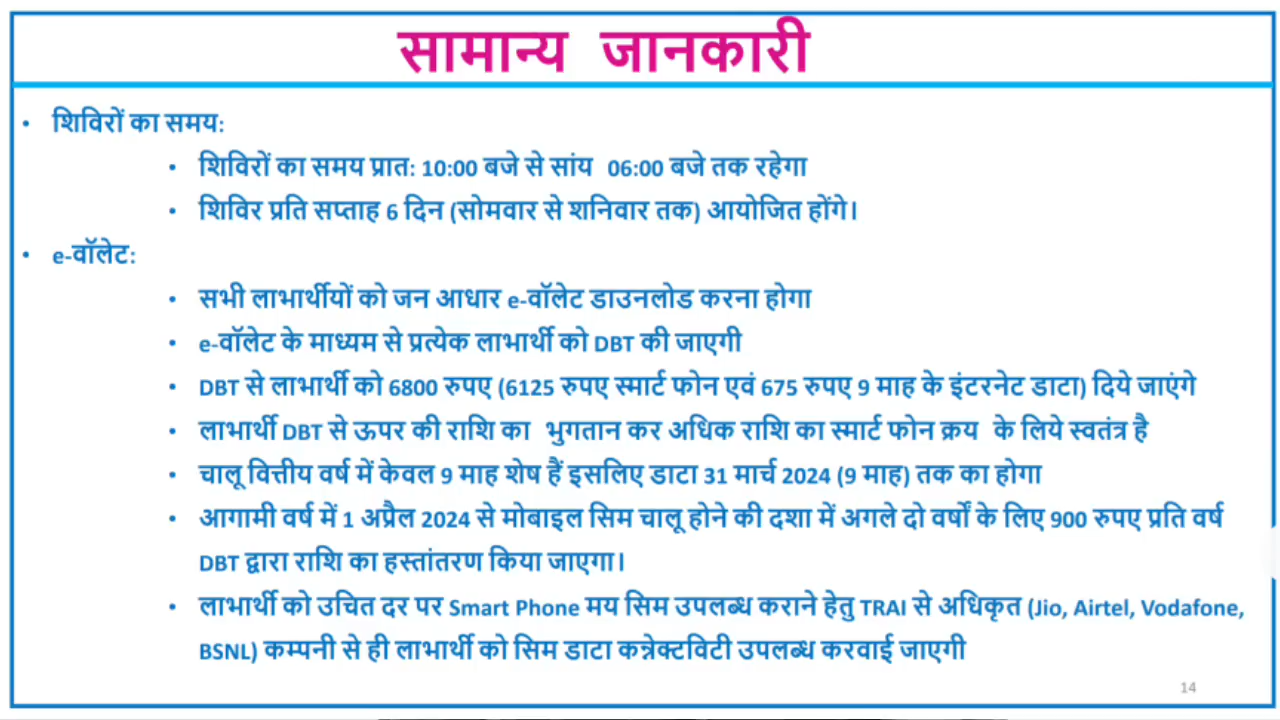 सामान्य जानकारी
• शिविरों का समय:
• शिविरों का समय प्रात: 10:00 बजे से सांय 06:00 बजे तक रहेगा
• शिविर प्रति सप्ताह 6 दिन (सोमवार से शनिवार तक) आयोजित होंगे।
• e-वॉलेट:
• सभी लाभार्थीयों को जन आधार e-वॉलेट डाउनलोड करना होगा
• e-वॉलेट के माध्यम से प्रत्येक लाभार्थी को DBT की जाएगी
• DBT से लाभार्थी को 6800 रुपए (6125 रुपए स्मार्ट फोन एवं 675 रुपए 9 माह के इंटरनेट डाटा) दिये जाएंगे
• लाभार्थी DBT से ऊपर की राशि का भुगतान कर अधिक राशि का स्मार्ट फोन क्रय के लिये स्वतंत्र है
• चालू वित्तीय वर्ष में केवल 9 माह शेष हैं इसलिए डाटा 31 मार्च 2024 (9 माह) तक का होगा
• आगामी वर्ष में 1 अप्रैल 2024 से मोबाइल सिम चालू होने की दशा में अगले दो वर्षों के लिए 900 रुपए प्रति वर्ष
DBT द्वारा राशि का हस्तांतरण किया जाएगा।
• लाभार्थी को उचित दर पर Smart Phone मय सिम उपलब्ध कराने हेतु TRAI से अधिकृत (Jio, Airtel, Vodafone,
BSNL) कम्पनी से ही लाभार्थी को सिम डाटा कन्नेक्टविटी उपलब्ध करवाई जाएगी
14